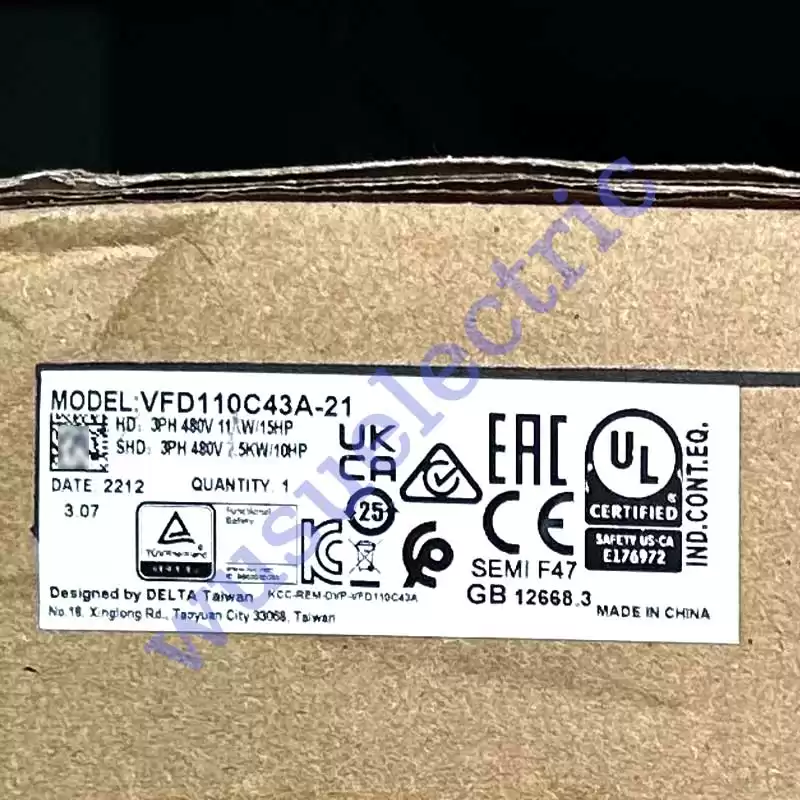 MODEL:VFD110C43A-21
HD: 3PH 480V 11KW/15HP
SHD: 3PH 480V 7.5KW/10HP
DATE 2212 QUANTITY. 1
3.07
UK
CA
25
EAC
CE
UL
®
CERTIFIED
SAFETY US-CA
E176972
IND.CONT.EQ.
TÜVRheinland
Functional
Safety
SEMI F47
GB 12668.3
Designed by DELTA Taiwan KCC-REM-DVP-VFD110C43A
No.18, Xinglong Rd., Taoyuan City 33068, Taiwan
MADE IN CHINA
wusuelectric